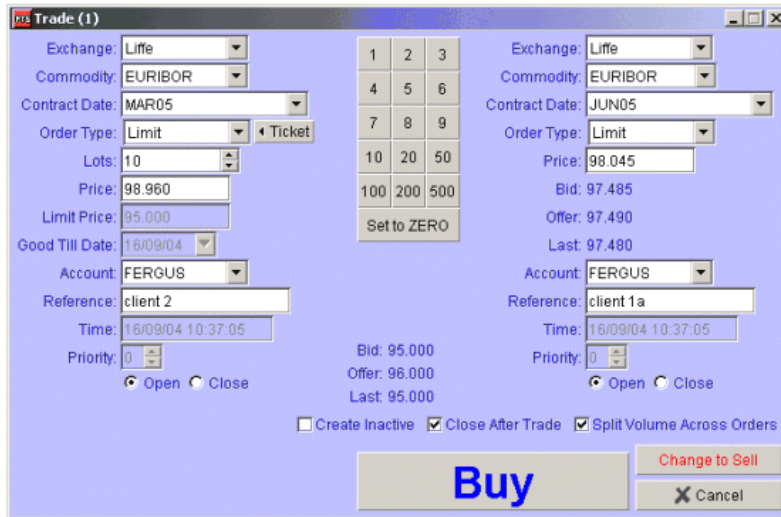 RTS Trade (1)
Exchange: Liffe
Commodity: EURIBOR
Contract Date: MAR05
Order Type: Limit
Ticket
Lots: 10
Price: 98.960
Limit Price: 95.000
Good Till Date: 16/09/04
Account: FERGUS
Reference: client 2
Time: 16/09/04 10:37:05
Priority: 0
Open Close
1 2 3
4 5 6
7 8 9
10 20 50
100 200 500
Set to ZERO
Bid: 95.000
Offer: 96.000
Last: 95.000
Exchange: Liffe
Commodity: EURIBOR
Contract Date: JUN05
Order Type: Limit
Price: 98.045
Bid: 97.485
Offer: 97.490
Last: 97.480
Account: FERGUS
Reference: client 1a
Time: 16/09/04 10:37:05
Priority: 0
Open Close
Create Inactive Close After Trade Split Volume Across Orders
Buy
Change to Sell
Cancel